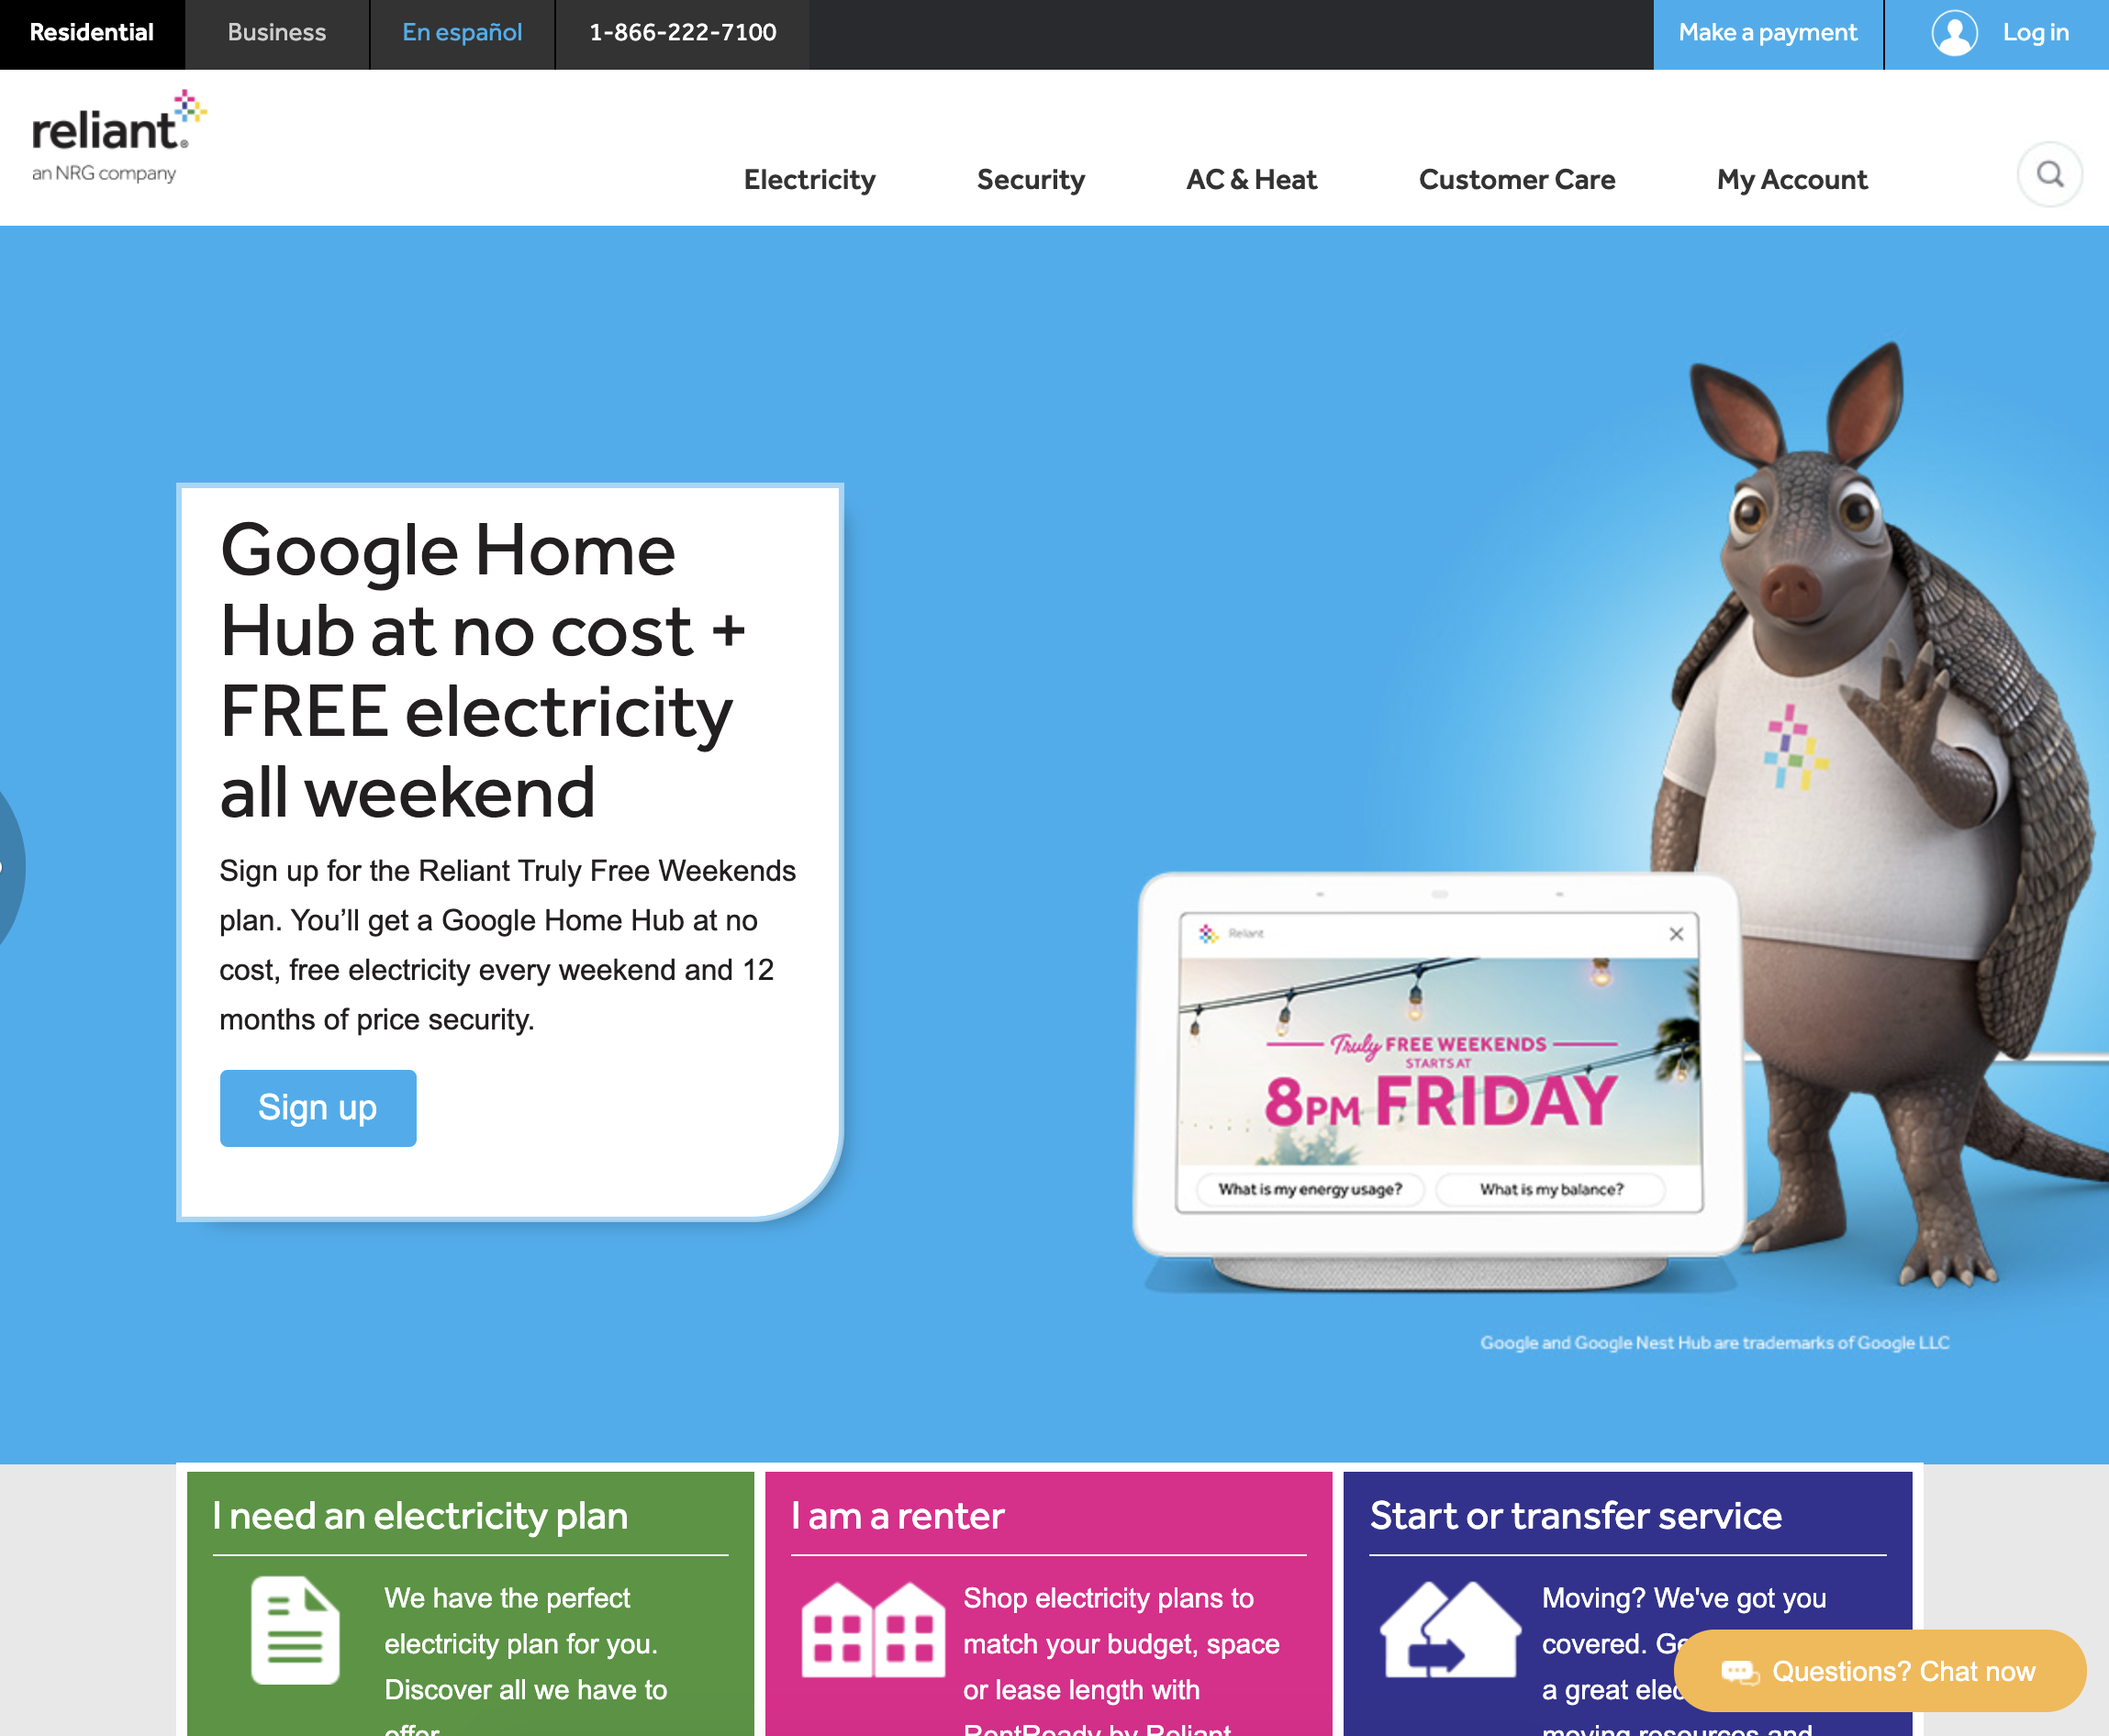 Residential
Business
En español
1-866-222-7100
Make a payment
Log in
reliant®
an NRG company
Electricity
Security
AC & Heat
Customer Care
My Account
Google Home
Hub at no cost +
FREE electricity
all weekend
Sign up for the Reliant Truly Free Weekends
plan. You’ll get a Google Home Hub at no
cost, free electricity every weekend and 12
months of price security.
Sign up
Reliant
Truly FREE WEEKENDS
STARTS AT
8PM FRIDAY
What is my energy usage?
What is my balance?
Google and Google Nest Hub are trademarks of Google LLC
I need an electricity plan
We have the perfect
electricity plan for you.
Discover all we have to
offer.
I am a renter
Shop electricity plans to
match your budget, space
or lease length with
RentReady by Reliant
Start or transfer service
Moving? We've got you
covered.
a great
moving resources and
Questions? Chat now